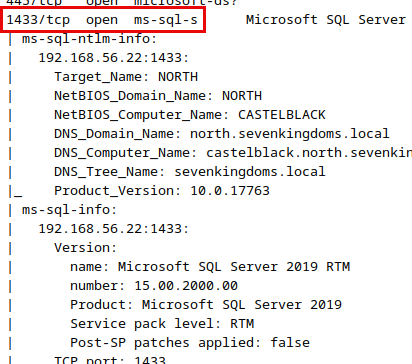 445/tcp open microsoft-ds?
1433/tcp open ms-sql-s Microsoft SQL Server
| ms-sql-ntlm-info:
| 192.168.56.22:1433:
| Target_Name: NORTH
| NetBIOS_Domain_Name: NORTH
| NetBIOS_Computer_Name: CASTELBLACK
| DNS_Domain_Name: north.sevenkingdoms.local
| DNS_Computer_Name: castelblack.north.sevenkin
| DNS_Tree_Name: sevenkingdoms.local
|_ Product_Version: 10.0.17763
| ms-sql-info:
| 192.168.56.22:1433:
| Version:
| name: Microsoft SQL Server 2019 RTM
| number: 15.00.2000.00
| Product: Microsoft SQL Server 2019
| Service pack level: RTM
| Post-SP patches applied: false
| TCP port: 1433